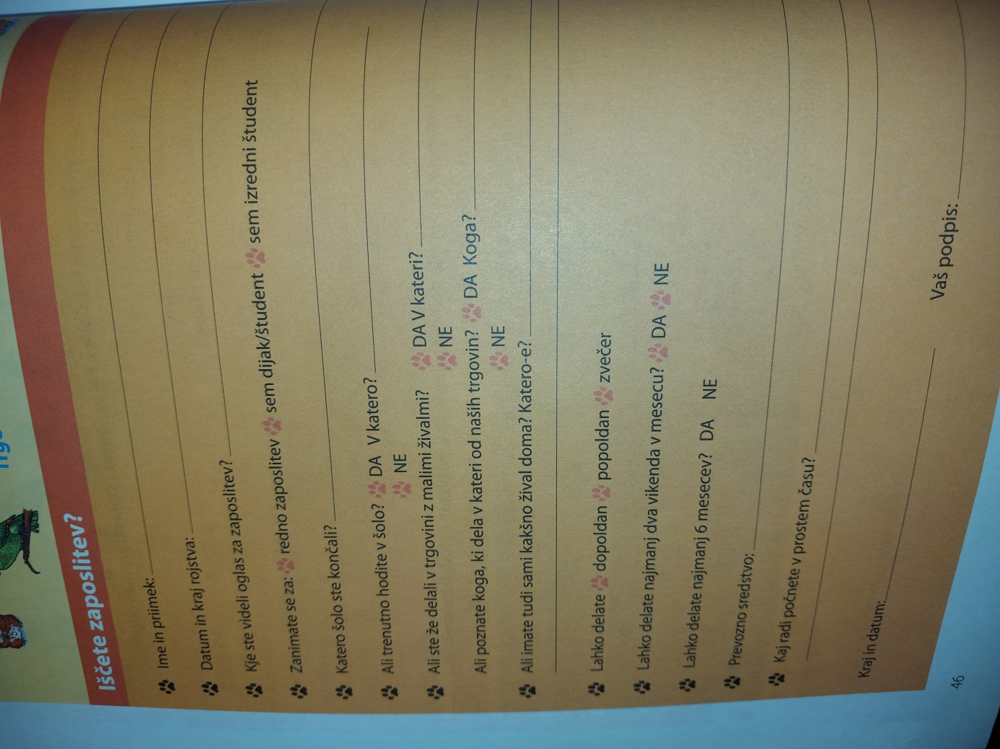 Iščete zaposlitev?
Ime in priimek:
Datum in kraj rojstva:
Kje ste videli oglas za zaposlitev?
Zanimate se za: redno zaposlitev sem dijak/študent sem izredni študent
Katero šolo ste končali?
Ali trenutno hodite v šolo? DA V katero?
NE
Ali ste že delali v trgovini z malimi živalmi? DA V kateri?
NE
Ali poznate koga, ki dela v kateri od naših trgovin? DA Koga?
NE
Ali imate tudi sami kakšno žival doma? Katero-e?
Lahko delate dopoldan popoldan zvečer
Lahko delate najmanj dva vikenda v mesecu? DA NE
Lahko delate najmanj 6 mesecev? DA NE
Prevozno sredstvo:
Kaj radi počnete v prostem času?
Kraj in datum: Vaš podpis:
46